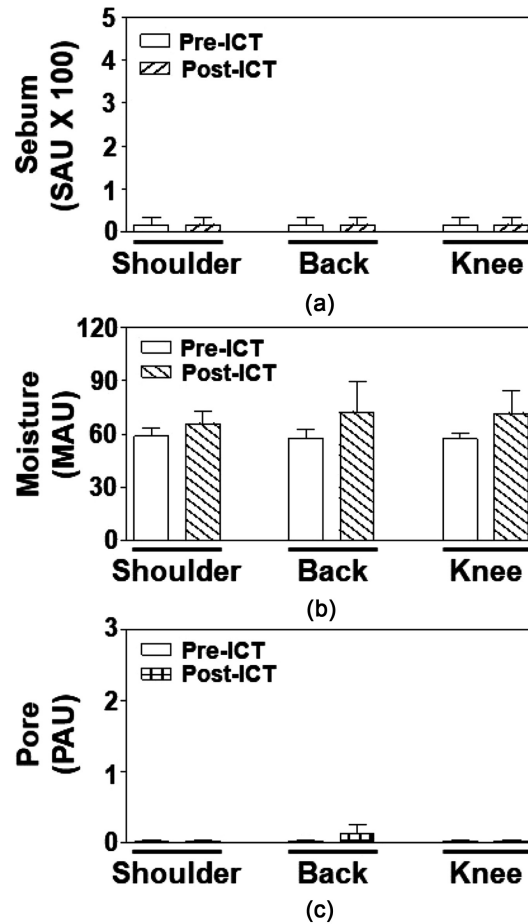 5
4
3
2
1
0
Sebum
(SAU X 100)
Pre-ICT
Post-ICT
Shoulder Back Knee
(a)
120
90
60
30
0
Moisture
(MAU)
Pre-ICT
Post-ICT
Shoulder Back Knee
(b)
3
2
1
0
Pore
(PAU)
Pre-ICT
Post-ICT
Shoulder Back Knee
(c)